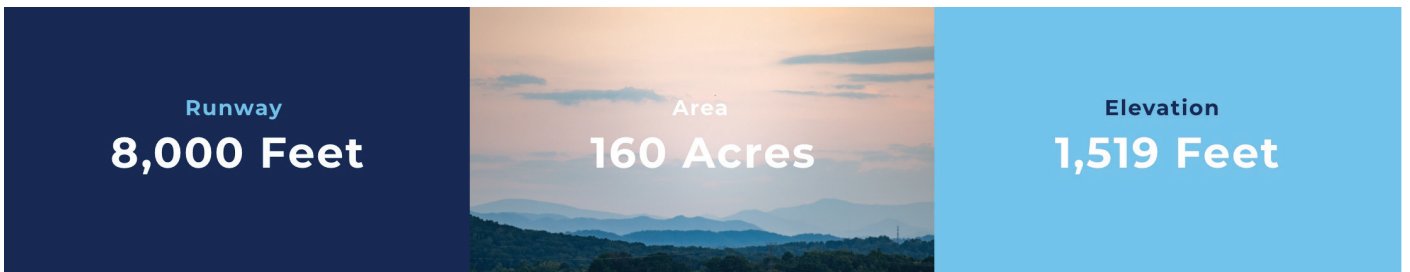 Runway
8,000 Feet
Area
160 Acres
Elevation
1,519 Feet